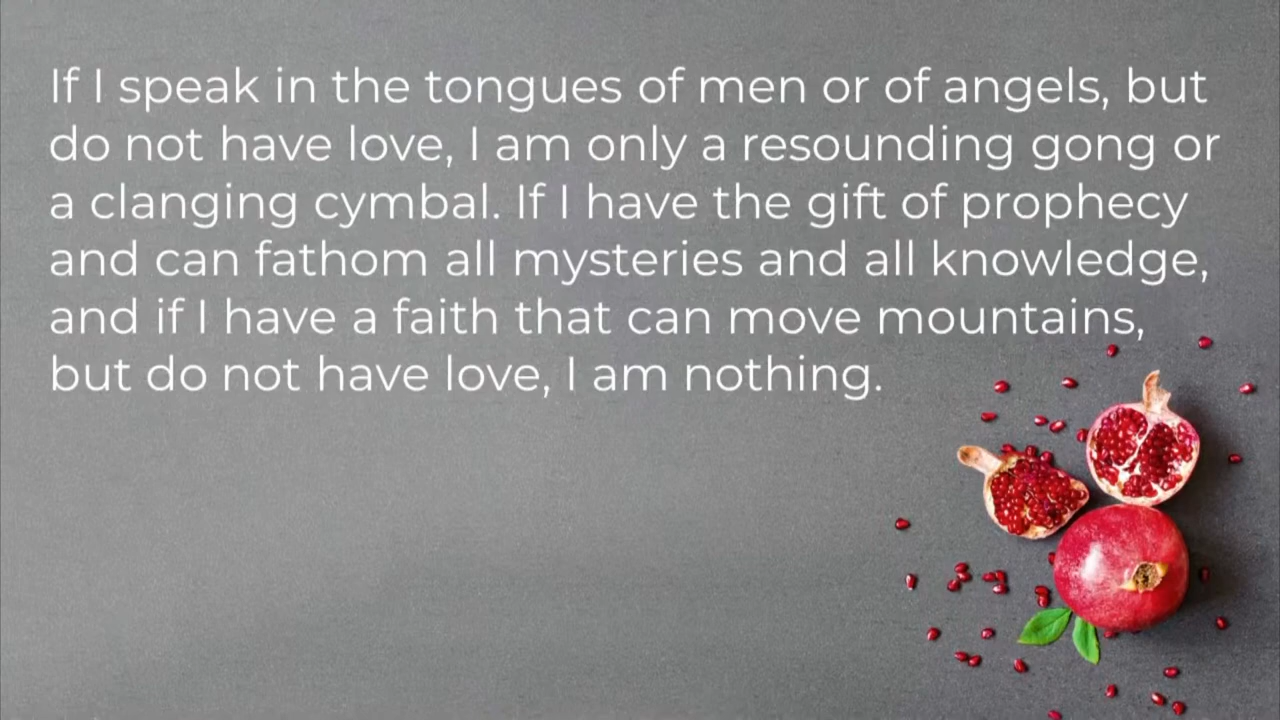 If I speak in the tongues of men or of angels, but
do not have love, I am only a resounding gong or
a clanging cymbal. If I have the gift of prophecy
and can fathom all mysteries and all knowledge,
and if I have a faith that can move mountains,
but do not have love, I am nothing.